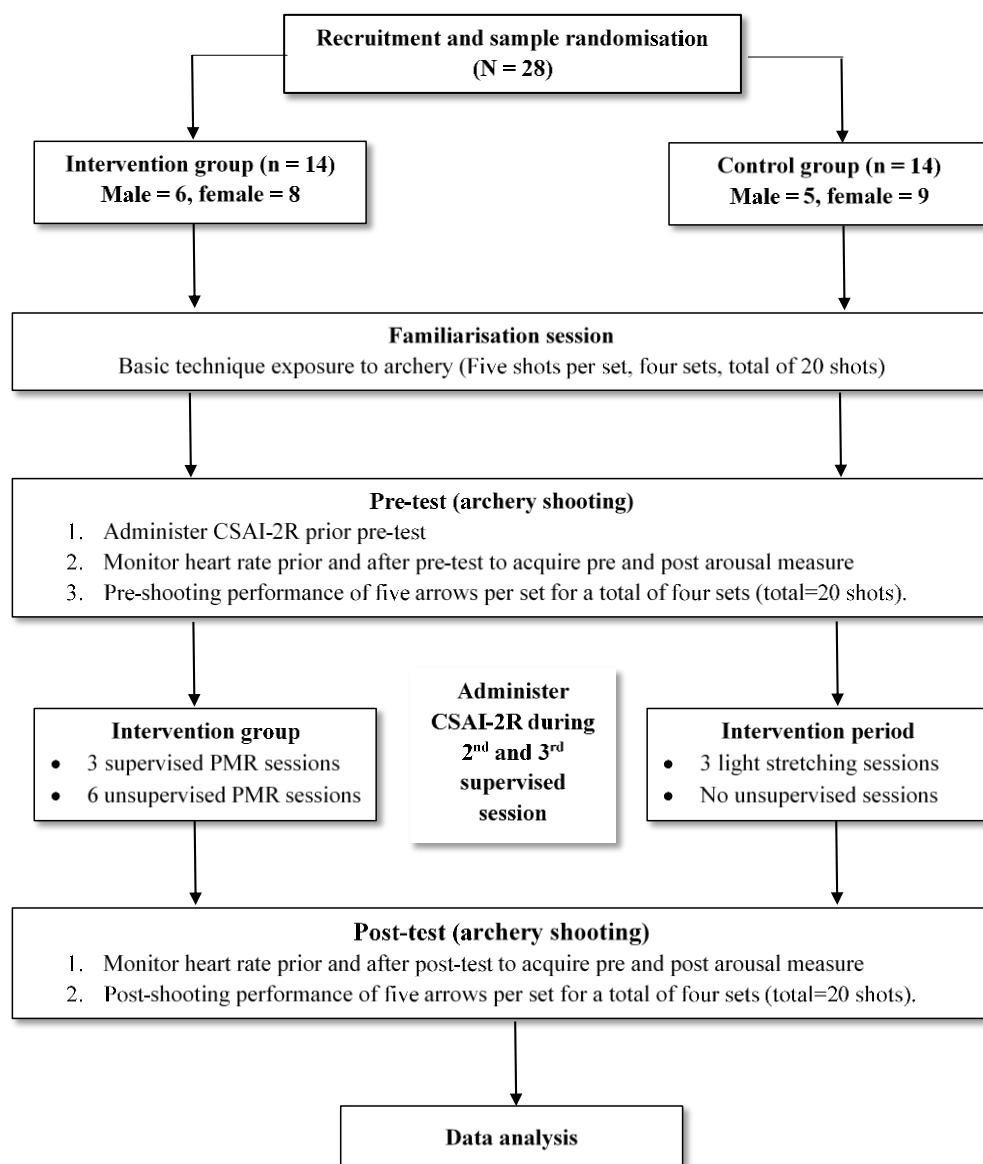 Recruitment and sample randomisation
(N = 28)
Intervention group (n = 14)
Male = 6, female = 8
Control group (n = 14)
Male = 5, female = 9
Familiarisation session
Basic technique exposure to archery (Five shots per set, four sets, total of 20 shots)
Pre-test (archery shooting)
1. Administer CSAI-2R prior pre-test
2. Monitor heart rate prior and after pre-test to acquire pre and post arousal measure
3. Pre-shooting performance of five arrows per set for a total of four sets (total=20 shots).
Intervention group
• 3 supervised PMR sessions
• 6 unsupervised PMR sessions
Administer
CSAI-2R during
2nd and 3rd
supervised
session
Intervention period
• 3 light stretching sessions
• No unsupervised sessions
Post-test (archery shooting)
1. Monitor heart rate prior and after post-test to acquire pre and post arousal measure
2. Post-shooting performance of five arrows per set for a total of four sets (total=20 shots).
Data analysis